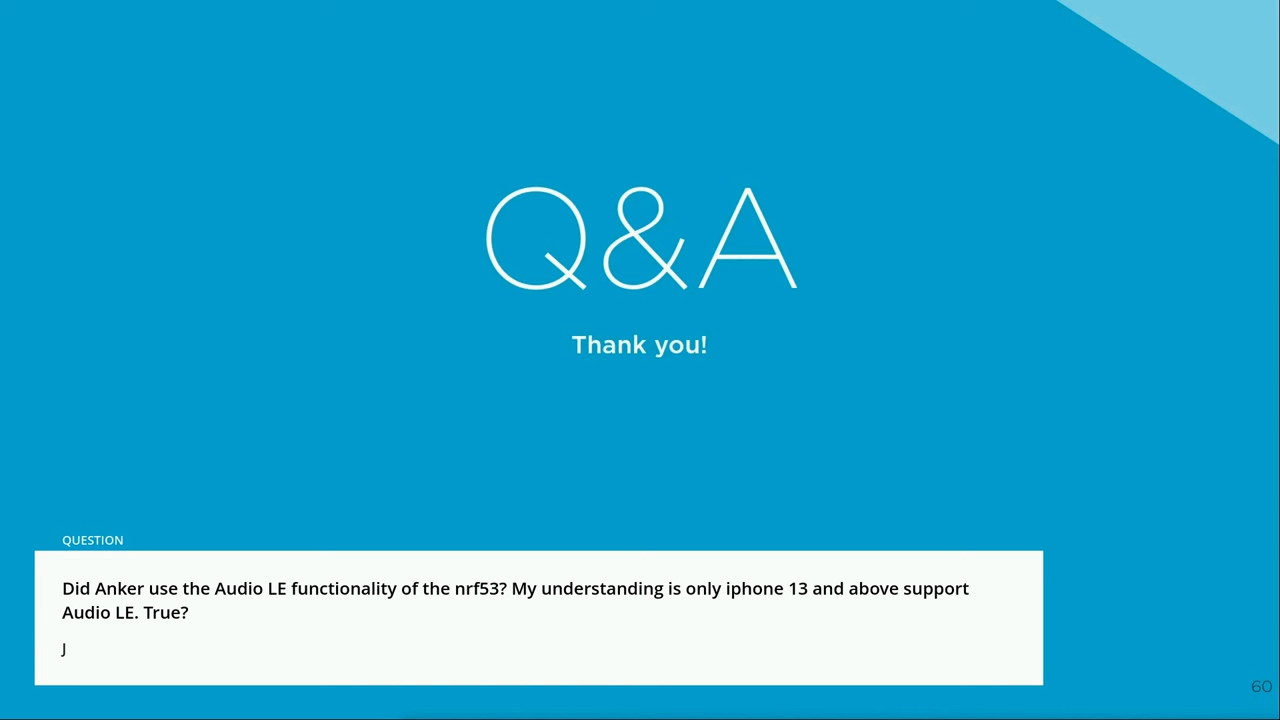 Q&A
Thank you!
QUESTION
Did Anker use the Audio LE functionality of the nrf53? My understanding is only iphone 13 and above support
Audio LE. True?
J
60